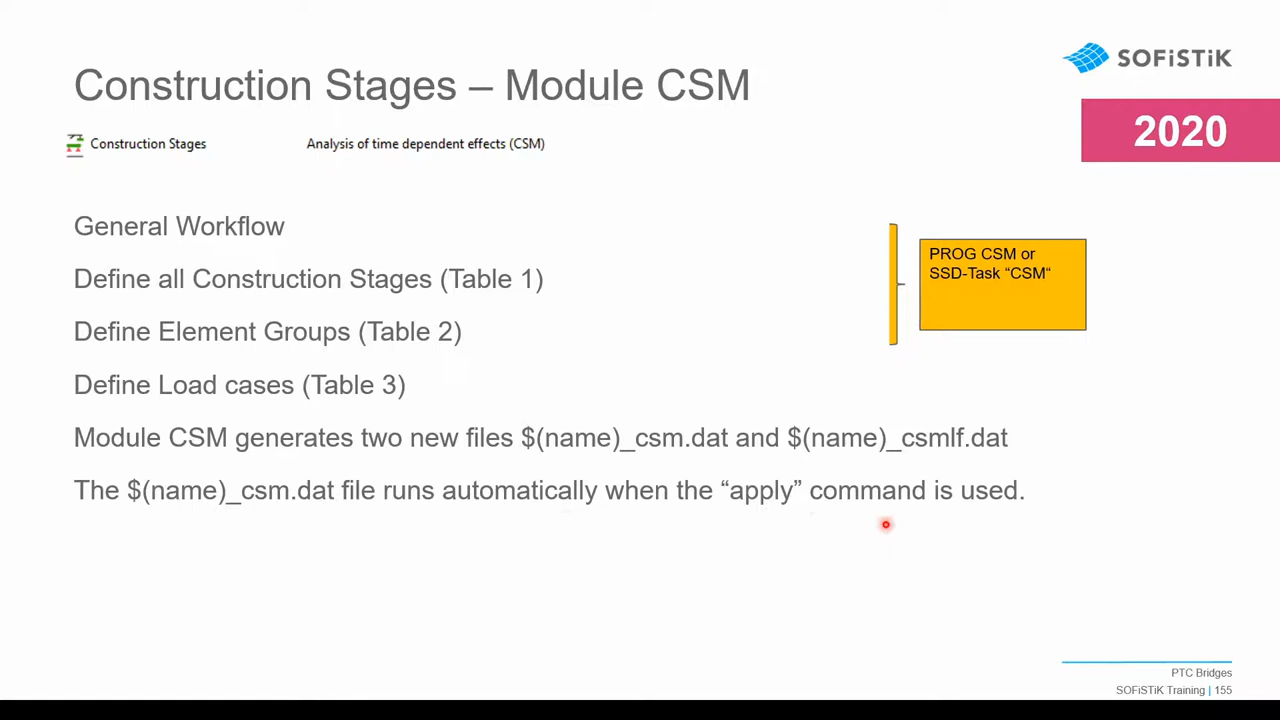 Construction Stages – Module CSM
SOFiSTiK
2020
Construction Stages
Analysis of time dependent effects (CSM)
General Workflow
Define all Construction Stages (Table 1)
Define Element Groups (Table 2)
Define Load cases (Table 3)
PROG CSM or
SSD-Task “CSM“
Module CSM generates two new files $(name)_csm.dat and $(name)_csmlf.dat
The $(name)_csm.dat file runs automatically when the “apply” command is used.
PTC Bridges
SOFiSTiK Training | 155